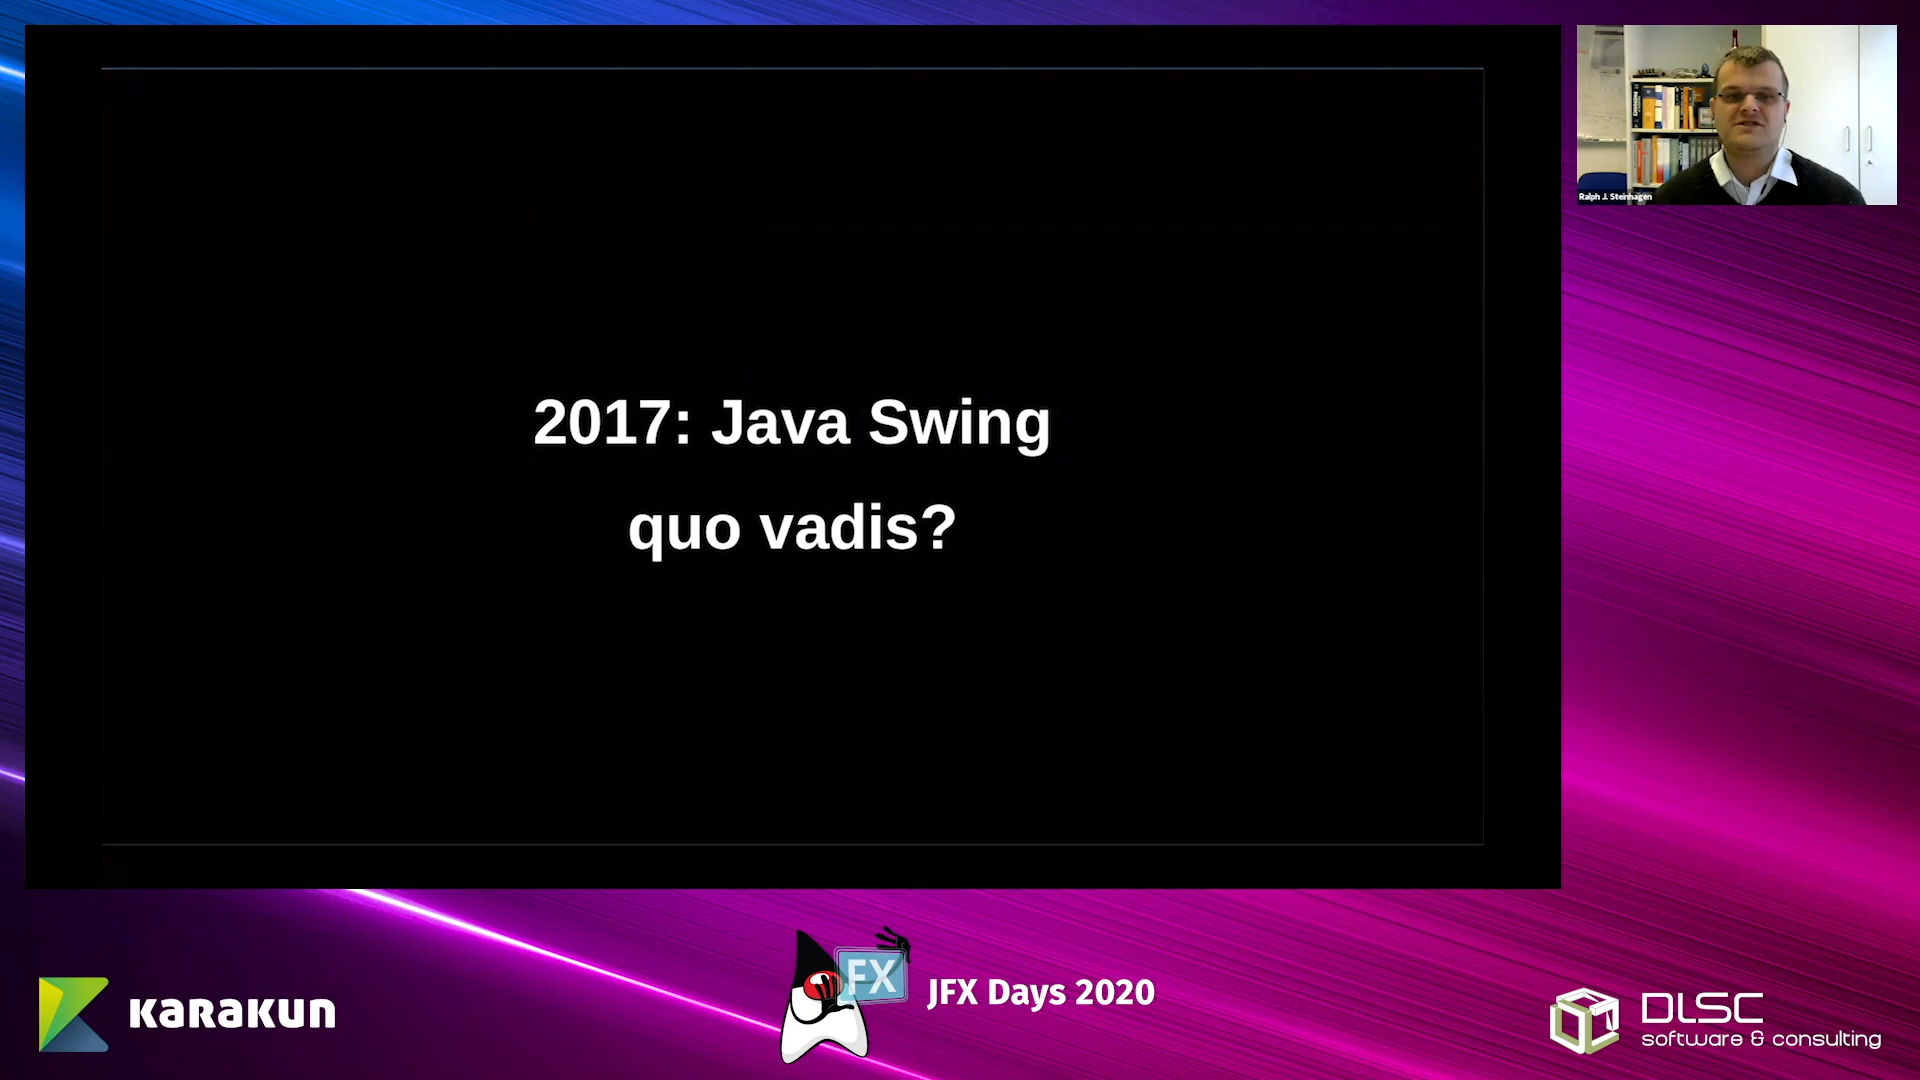 2017: Java Swing
quo vadis?
Ralph J. Steinhagen
KARAKUN
FX
JFX Days 2020
DLSC
software & consulting